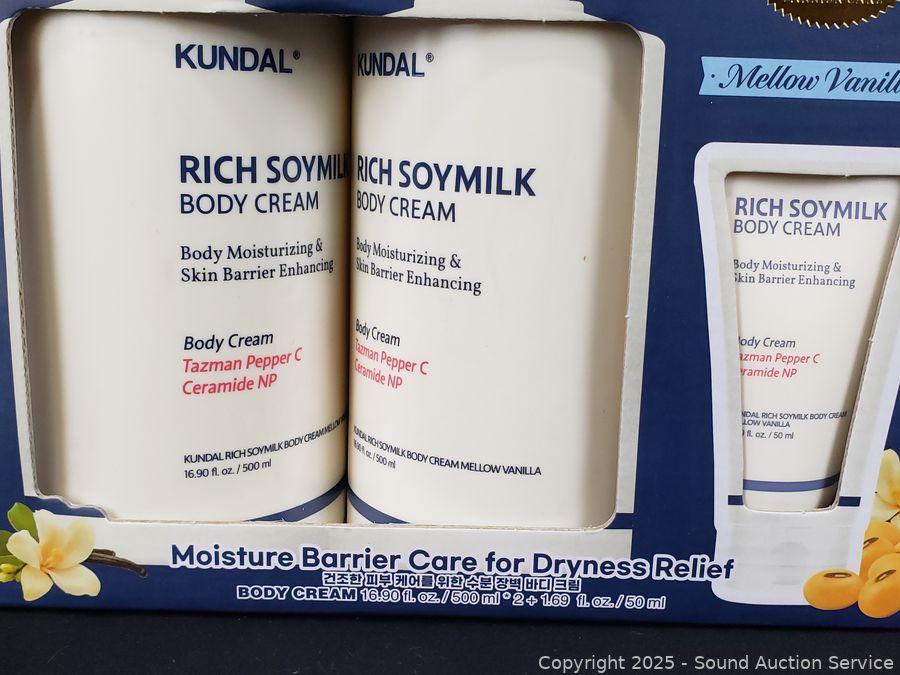 KUNDAL®
RICH SOYMILK
BODY CREAM
Body Moisturizing &
Skin Barrier Enhancing
Body Cream
Tazman Pepper C
Ceramide NP
KUNDAL RICH SOYMILK BODY CREAM MELLOW
16.90 fl. oz. / 500 ml
KUNDAL®
RICH SOYMILK
BODY CREAM
Body Moisturizing &
Skin Barrier Enhancing
Body Cream
Tazman Pepper C
Ceramide NP
KUNDAL RICH SOYMILK BODY CREAM MELLOW VANILLA
16.90 fl. oz. / 500 ml
Mellow Vanill
RICH SOYMILK
BODY CREAM
Body Moisturizing &
Skin Barrier Enhancing
Body Cream
Tazman Pepper C
Ceramide NP
KUNDAL RICH SOYMILK BODY CREAM
MELLOW VANILLA
fl. oz. / 50 ml
Moisture Barrier Care for Dryness Relief
건조한 피부 케어를 위한 수분 장벽 바디 크림
BODY CREAM 16.90 fl. oz. / 500 ml * 2 + 1.69 fl. oz. / 50 ml
Copyright 2025 - Sound Auction Service